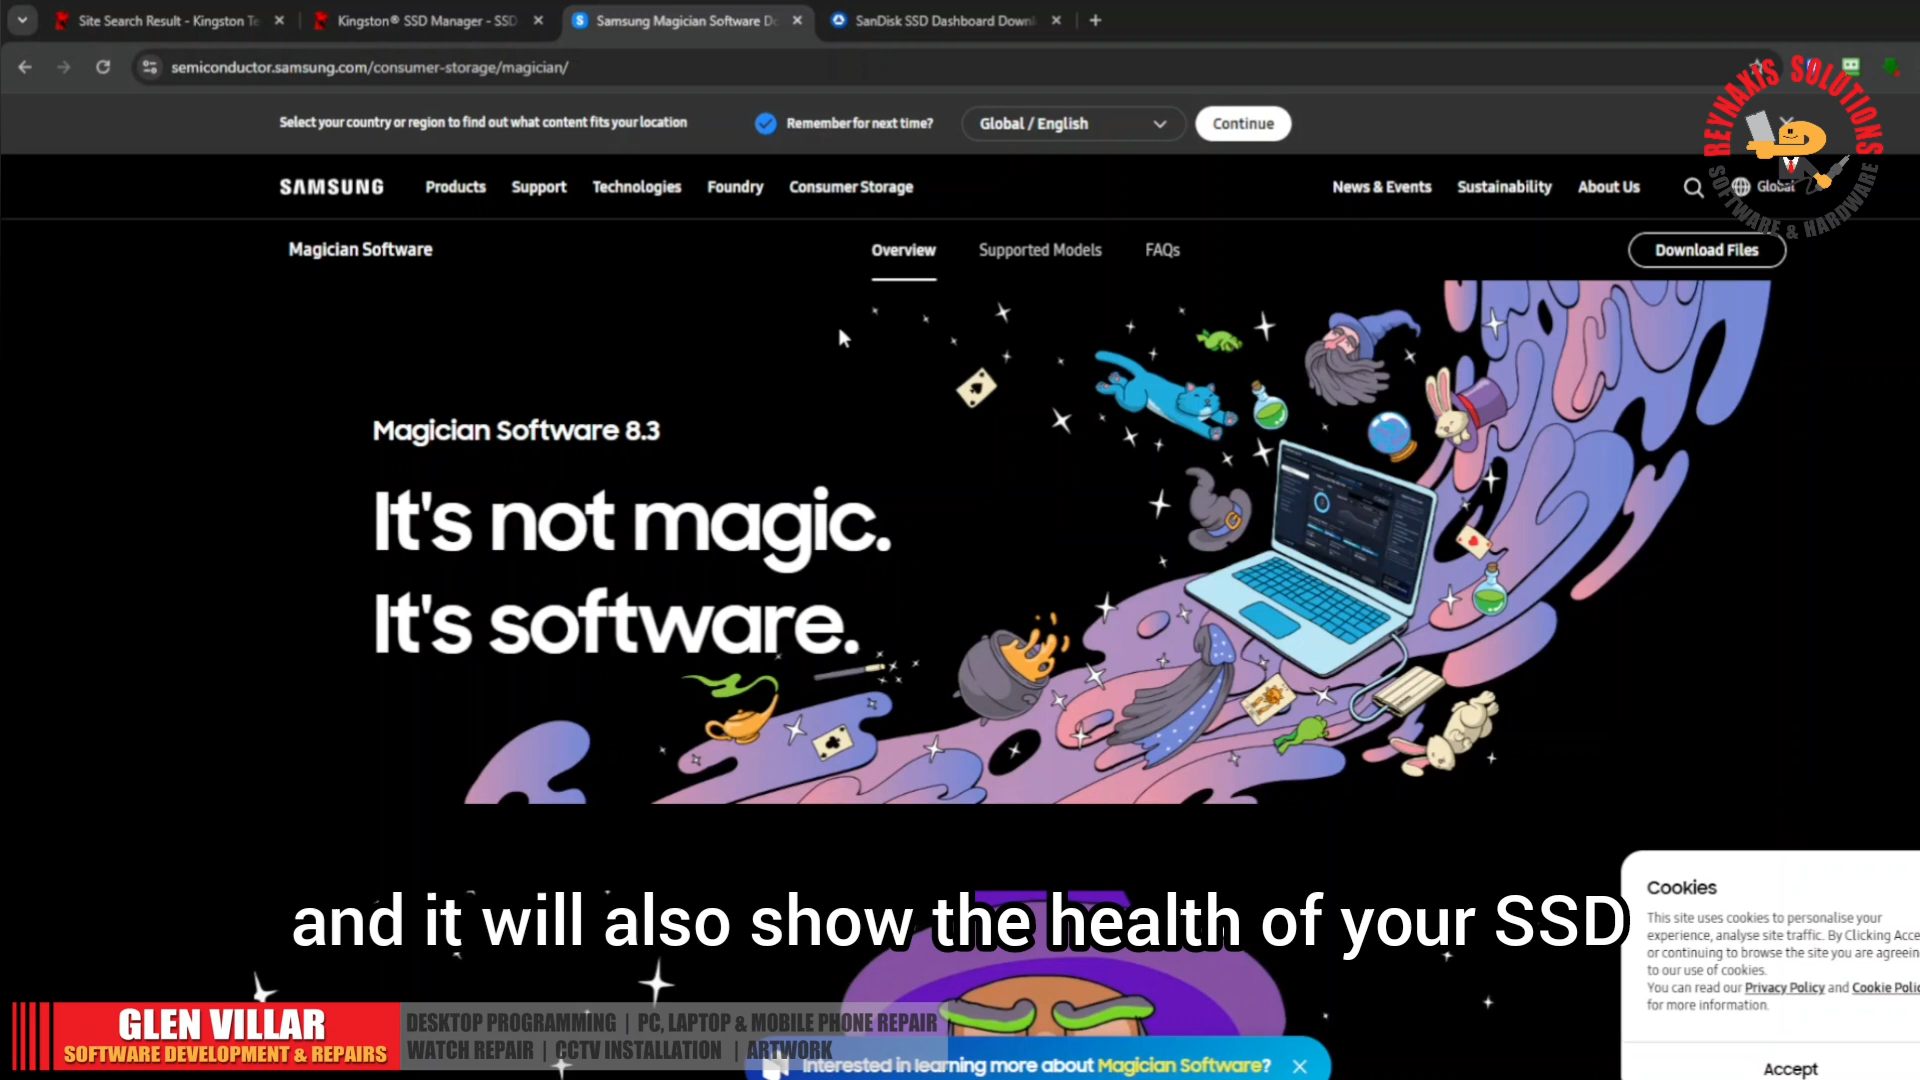 Site Search Result - Kingston Te
Kingston® SSD Manager - SSD
Samsung Magician Software Do
SanDisk SSD Dashboard Downl
semiconductor.samsung.com/consumer-storage/magician/
Select your country or region to find out what content fits your location
Remember for next time?
Global / English
Continue
REYNAXIS SOLUTIONS
SOFTWARE & HARDWARE
SAMSUNG
Products
Support
Technologies
Foundry
Consumer Storage
News & Events
Sustainability
About Us
Global
Magician Software
Overview
Supported Models
FAQs
Download Files
Magician Software 8.3
It's not magic.
It's software.
and it will also show the health of your SSD
Cookies
This site uses cookies to personalise your
experience, analyse site traffic. By Clicking Acce
or continuing to browse the site you are agreein
to our use of cookies.
You can read our Privacy Policy and Cookie Polic
for more information.
Accept
GLEN VILLAR
SOFTWARE DEVELOPMENT & REPAIRS
DESKTOP PROGRAMMING | PC, LAPTOP & MOBILE PHONE REPAIR
WATCH REPAIR | CCTV INSTALLATION | ARTWORK
Interested in learning more about Magician Software?